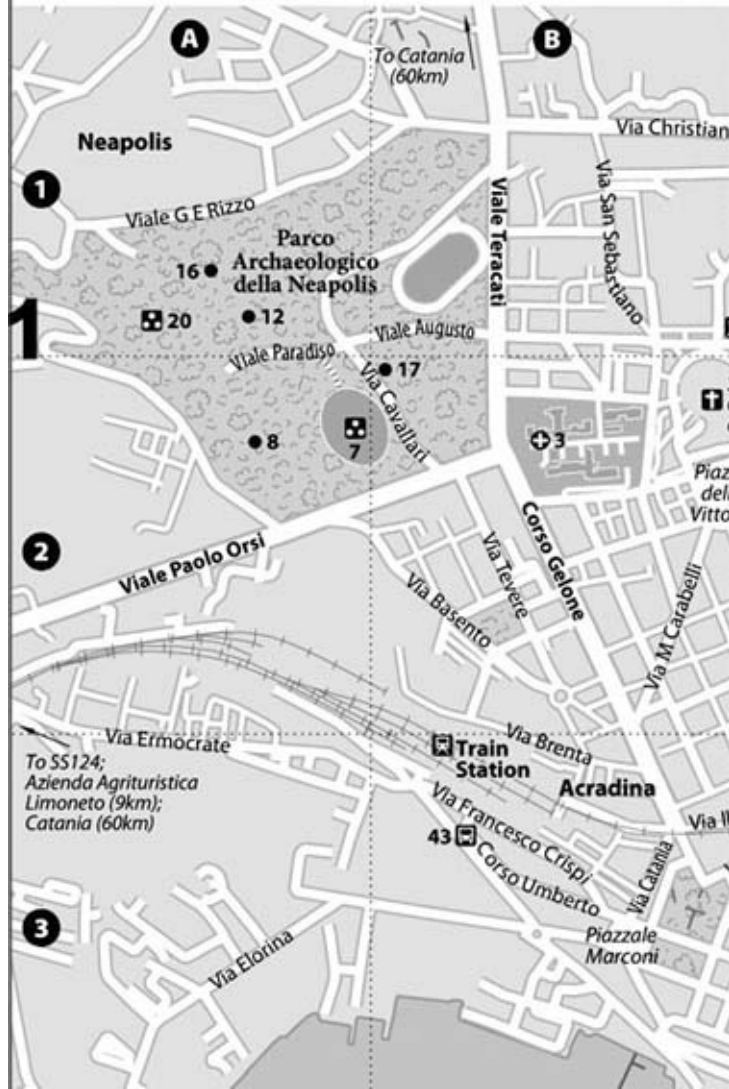 A
B
To Catania
(60km)
Neapolis
Via Christian
1
Viale G E Rizzo
Viale Teracati
Via San Sebastiano
Parco
Archaeologico
della Neapolis
16
20
12
1
Viale Augusto
Viale Paradiso
17
Via Cavallari
8
7
3
Piaz
dell
Vitto
2
Viale Paolo Orsi
Corso Gelone
Via Tevere
Via Basento
Via M Carabelli
Via Ermocrate
Via Brenta
Train
Station
Acradina
To SS124;
Azienda Agrituristica
Limoneto (9km);
Catania (60km)
Via Francesco Crispi
43
Corso Umberto
Via Catania
3
Via Elorina
Piazzale
Marconi